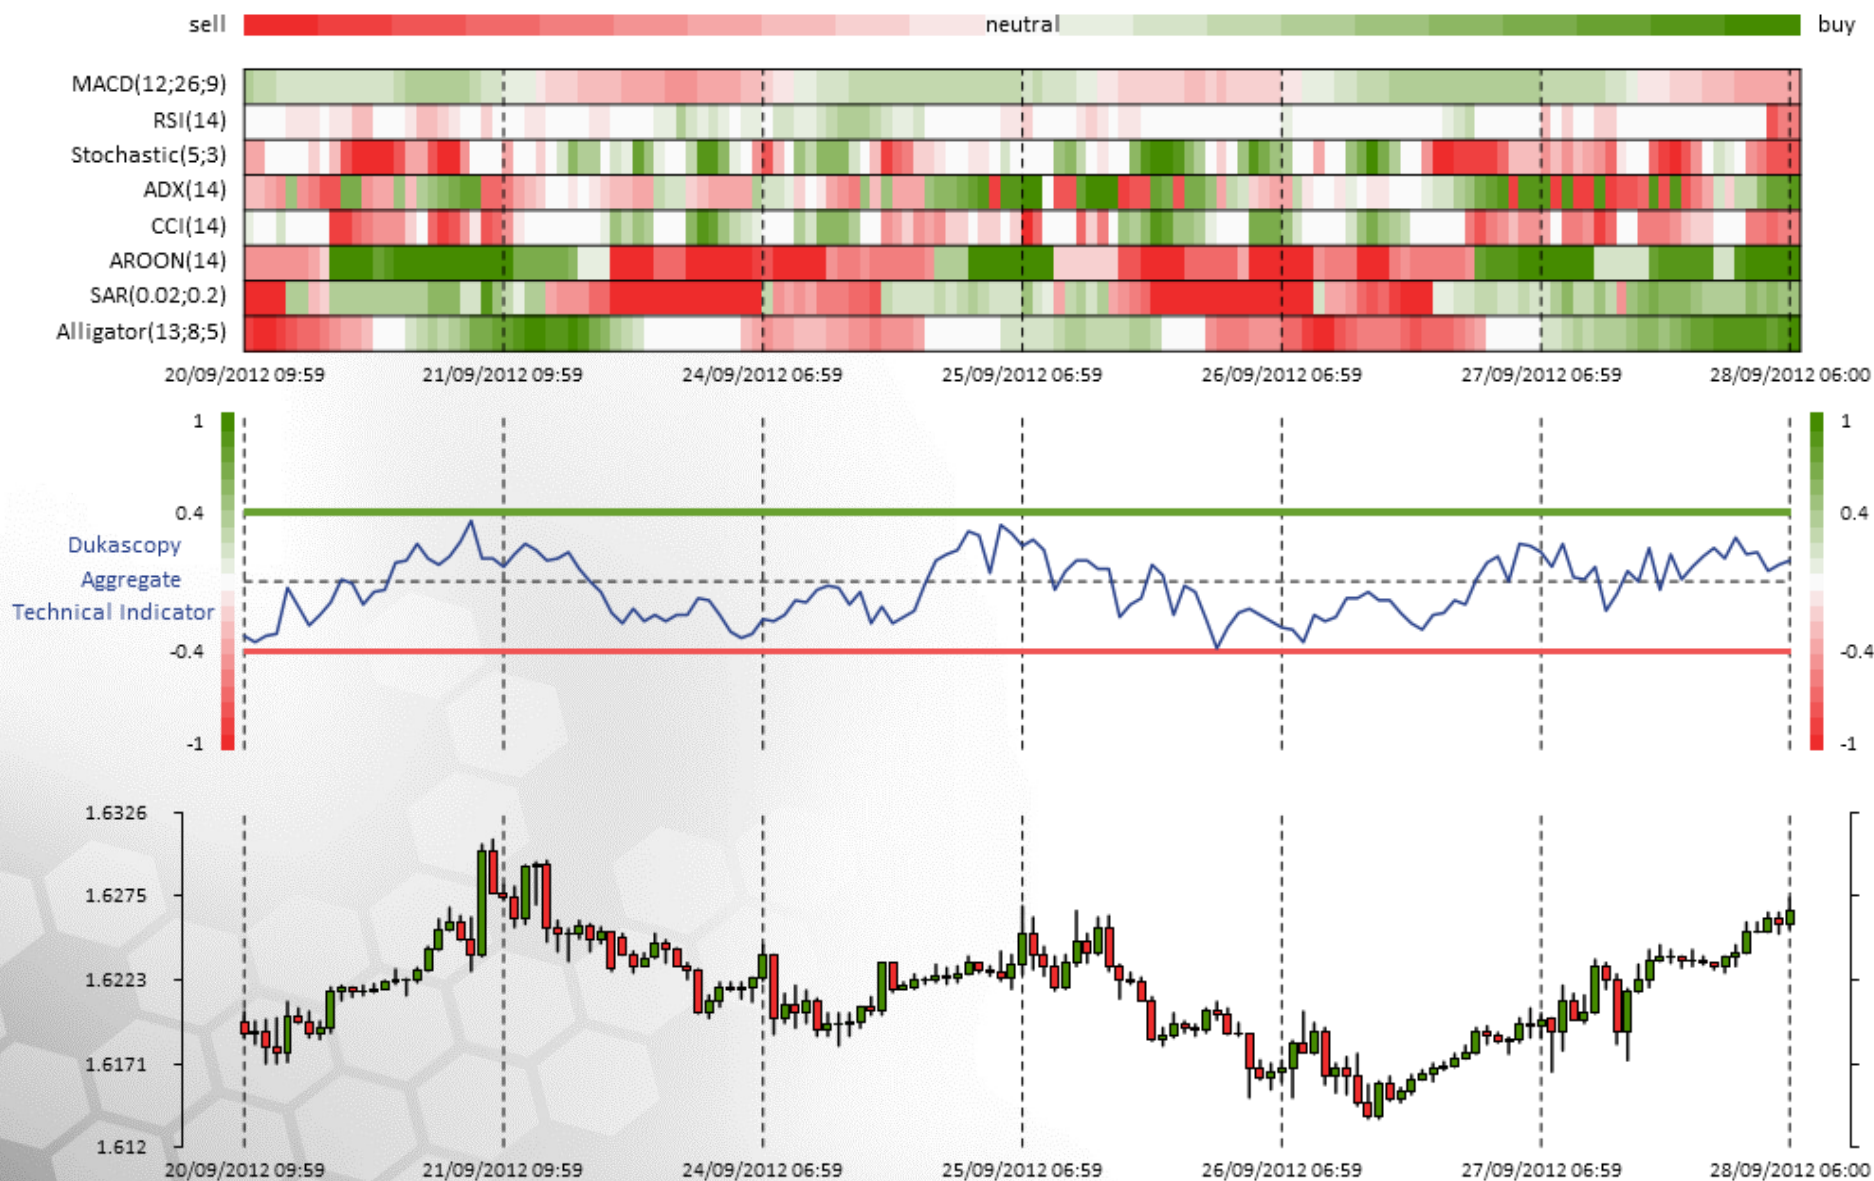 sell neutral buy
MACD(12;26;9)
RSI(14)
Stochastic(5;3)
ADX(14)
CCI(14)
AROON(14)
SAR(0.02;0.2)
Alligator(13;8;5)
20/09/2012 09:59 21/09/2012 09:59 24/09/2012 06:59 25/09/2012 06:59 26/09/2012 06:59 27/09/2012 06:59 28/09/2012 06:00
1 1
0.4 0.4
Dukascopy
Aggregate
Technical Indicator
-0.4 -0.4
-1 -1
1.6326
1.6275
1.6223
1.6171
1.612
20/09/2012 09:59 21/09/2012 09:59 24/09/2012 06:59 25/09/2012 06:59 26/09/2012 06:59 27/09/2012 06:59 28/09/2012 06:00